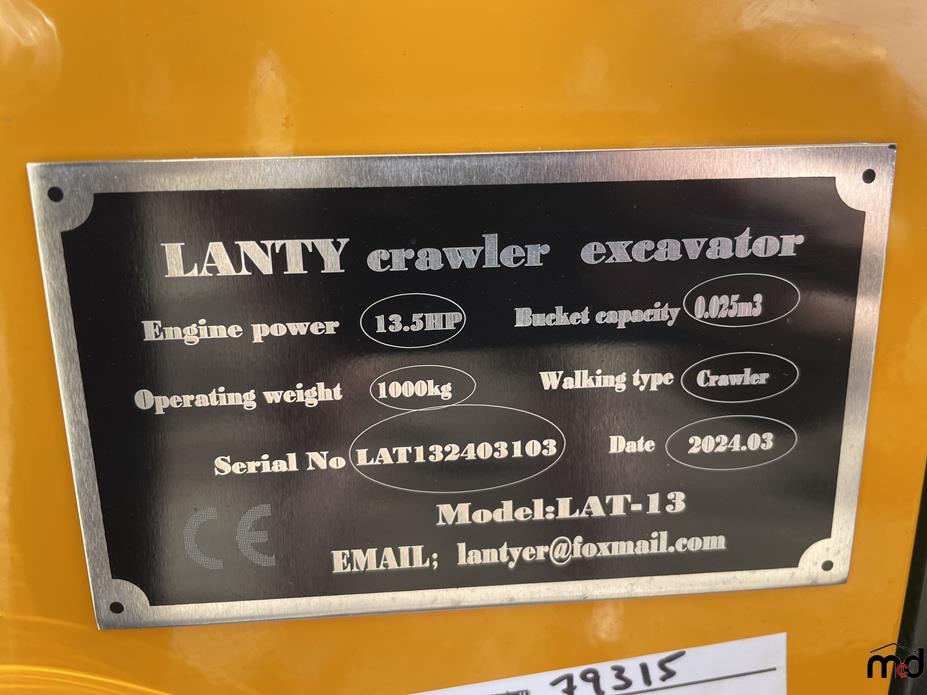 LANTY crawler excavator
Engine power 13.5HP Bucket capacity 0.025m3
Operating weight 1000kg Walking type Crawler
Serial No LAT132403103 Date 2024.03
Model:LAT-13
CE
EMAIL; lantyer@foxmail.com
79315
mcd